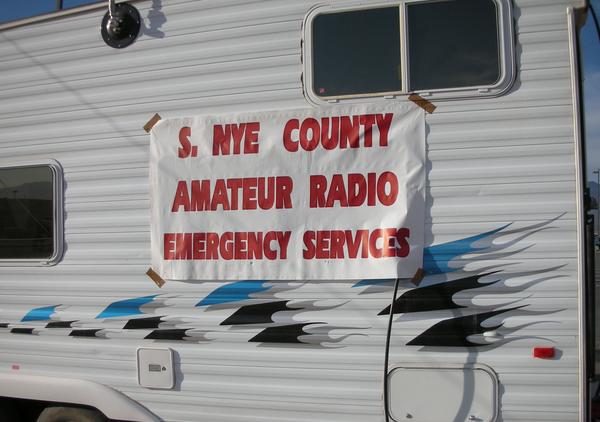 S. NYE COUNTY
AMATEUR RADIO
EMERGENCY SERVICES